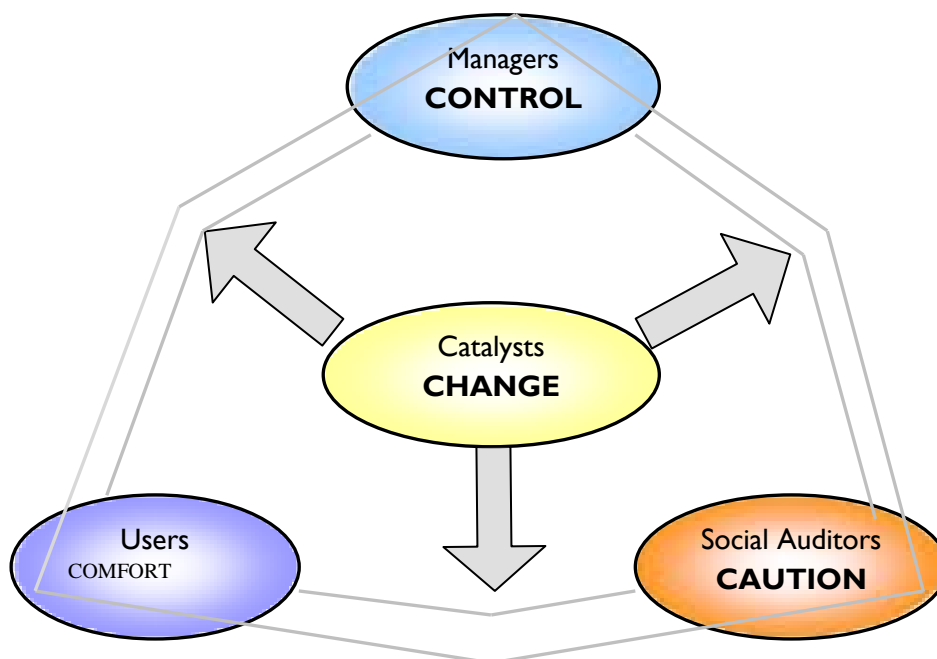 Managers
CONTROL
Catalysts
CHANGE
Users
COMFORT
Social Auditors
CAUTION